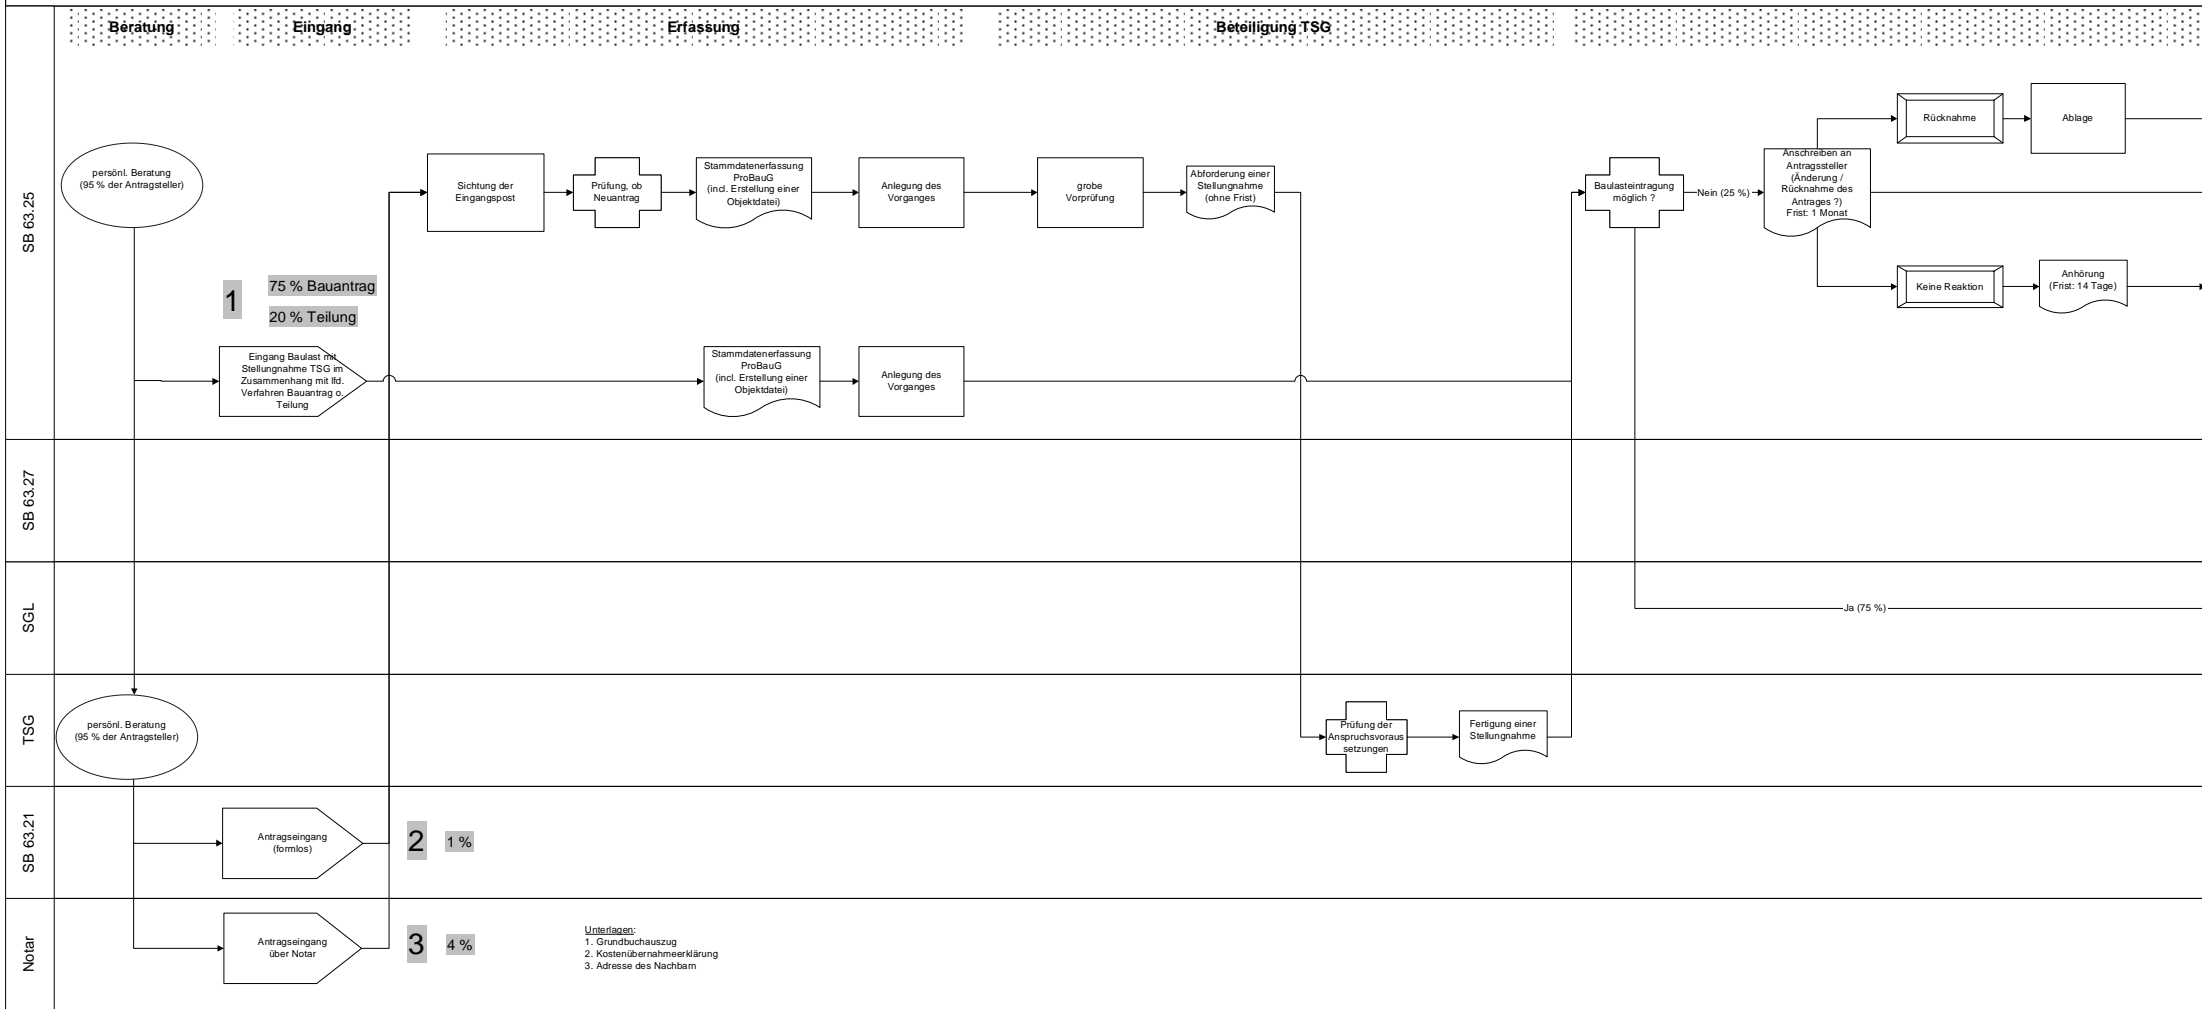 Beratung
Eingang
Erfassung
Beteiligung TSG
SB 63.25
persönl. Beratung
(95 % der Antragsteller)
Sichtung der
Eingangspost
Prüfung, ob
Neuantrag
Stammdatenerfassung
ProBauG
(incl. Erstellung einer
Objektdatei)
Anlegung des
Vorganges
grobe
Vorprüfung
Abforderung einer
Stellungnahme
(ohne Frist)
Baulasteintragung
möglich ?
Nein (25 %)
Anschreiben an
Antragssteller
(Änderung /
Rücknahme des
Antrages ?)
Frist: 1 Monat
Rücknahme
Ablage
Keine Reaktion
Anhörung
(Frist: 14 Tage)
1
75 % Bauantrag
20 % Teilung
Eingang Baulast mit
Stellungnahme TSG im
Zusammenhang mit lfd.
Verfahren Bauantrag o.
Teilung
Stammdatenerfassung
ProBauG
(incl. Erstellung einer
Objektdatei)
Anlegung des
Vorganges
SB 63.27
SGL
Ja (75 %)
TSG
persönl. Beratung
(95 % der Antragsteller)
Prüfung der
Anspruchsvoraus
setzungen
Fertigung einer
Stellungnahme
SB 63.21
Antragseingang
(formlos)
2
1 %
Notar
Antragseingang
über Notar
3
4 %
Unterlagen:
1. Grundbuchauszug
2. Kostenübernahmeerklärung
3. Adresse des Nachbarn